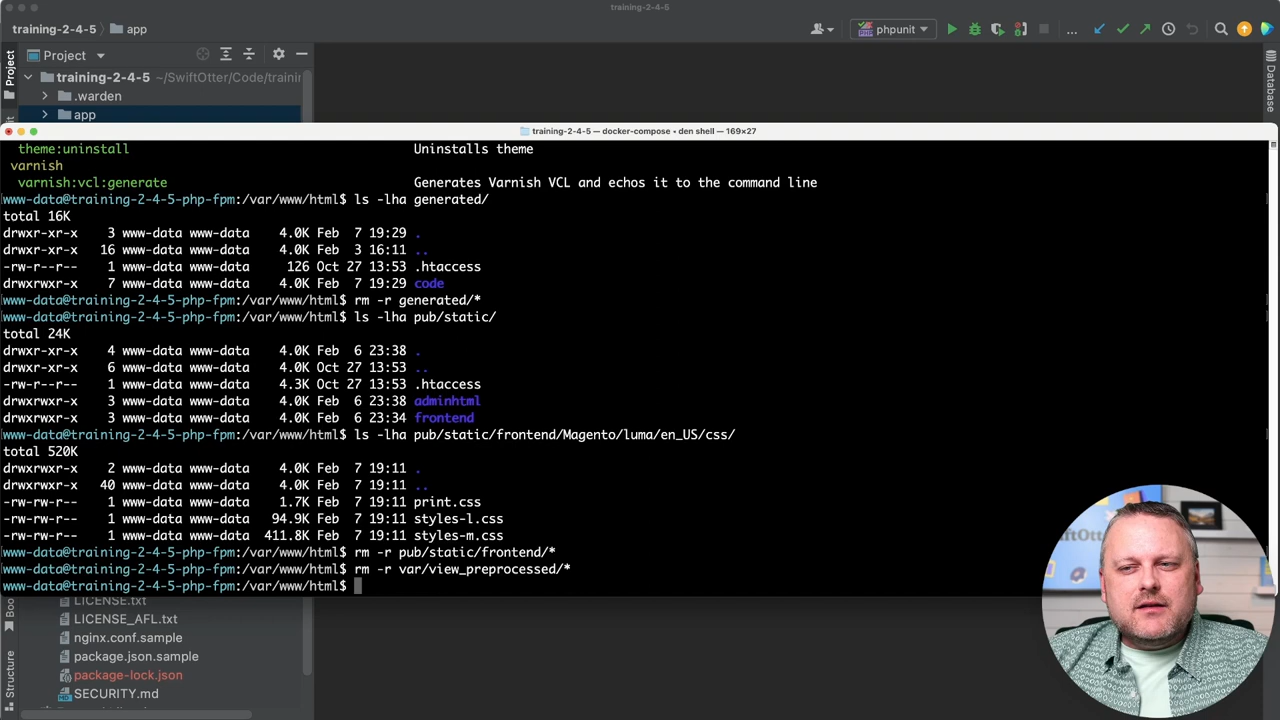 training-2-4-5
training-2-4-5 app
phpunit
Project
Project
Database
training-2-4-5 ~/SwiftOtter/Code/trainin
.warden
app
training-2-4-5 — docker-compose • den shell — 169×27
theme:uninstall Uninstalls theme
varnish
varnish:vcl:generate Generates Varnish VCL and echos it to the command line
www-data@training-2-4-5-php-fpm:/var/www/html$ ls -lha generated/
total 16K
drwxr-xr-x 3 www-data www-data 4.0K Feb 7 19:29 .
drwxr-xr-x 16 www-data www-data 4.0K Feb 3 16:11 ..
-rw-r--r-- 1 www-data www-data 126 Oct 27 13:53 .htaccess
drwxrwxr-x 7 www-data www-data 4.0K Feb 7 19:29 code
www-data@training-2-4-5-php-fpm:/var/www/html$ rm -r generated/*
www-data@training-2-4-5-php-fpm:/var/www/html$ ls -lha pub/static/
total 24K
drwxr-xr-x 4 www-data www-data 4.0K Feb 6 23:38 .
drwxr-xr-x 6 www-data www-data 4.0K Oct 27 13:53 ..
-rw-r--r-- 1 www-data www-data 4.3K Oct 27 13:53 .htaccess
drwxrwxr-x 3 www-data www-data 4.0K Feb 6 23:38 adminhtml
drwxrwxr-x 3 www-data www-data 4.0K Feb 6 23:34 frontend
www-data@training-2-4-5-php-fpm:/var/www/html$ ls -lha pub/static/frontend/Magento/luma/en_US/css/
total 520K
drwxrwxr-x 2 www-data www-data 4.0K Feb 7 19:11 .
drwxrwxr-x 40 www-data www-data 4.0K Feb 7 19:11 ..
-rw-rw-r-- 1 www-data www-data 1.7K Feb 7 19:11 print.css
-rw-rw-r-- 1 www-data www-data 94.9K Feb 7 19:11 styles-l.css
-rw-rw-r-- 1 www-data www-data 411.8K Feb 7 19:11 styles-m.css
www-data@training-2-4-5-php-fpm:/var/www/html$ rm -r pub/static/frontend/*
www-data@training-2-4-5-php-fpm:/var/www/html$ rm -r var/view_preprocessed/*
www-data@training-2-4-5-php-fpm:/var/www/html$
LICENSE.txt
LICENSE_AFL.txt
nginx.conf.sample
package.json.sample
package-lock.json
SECURITY.md
Structure